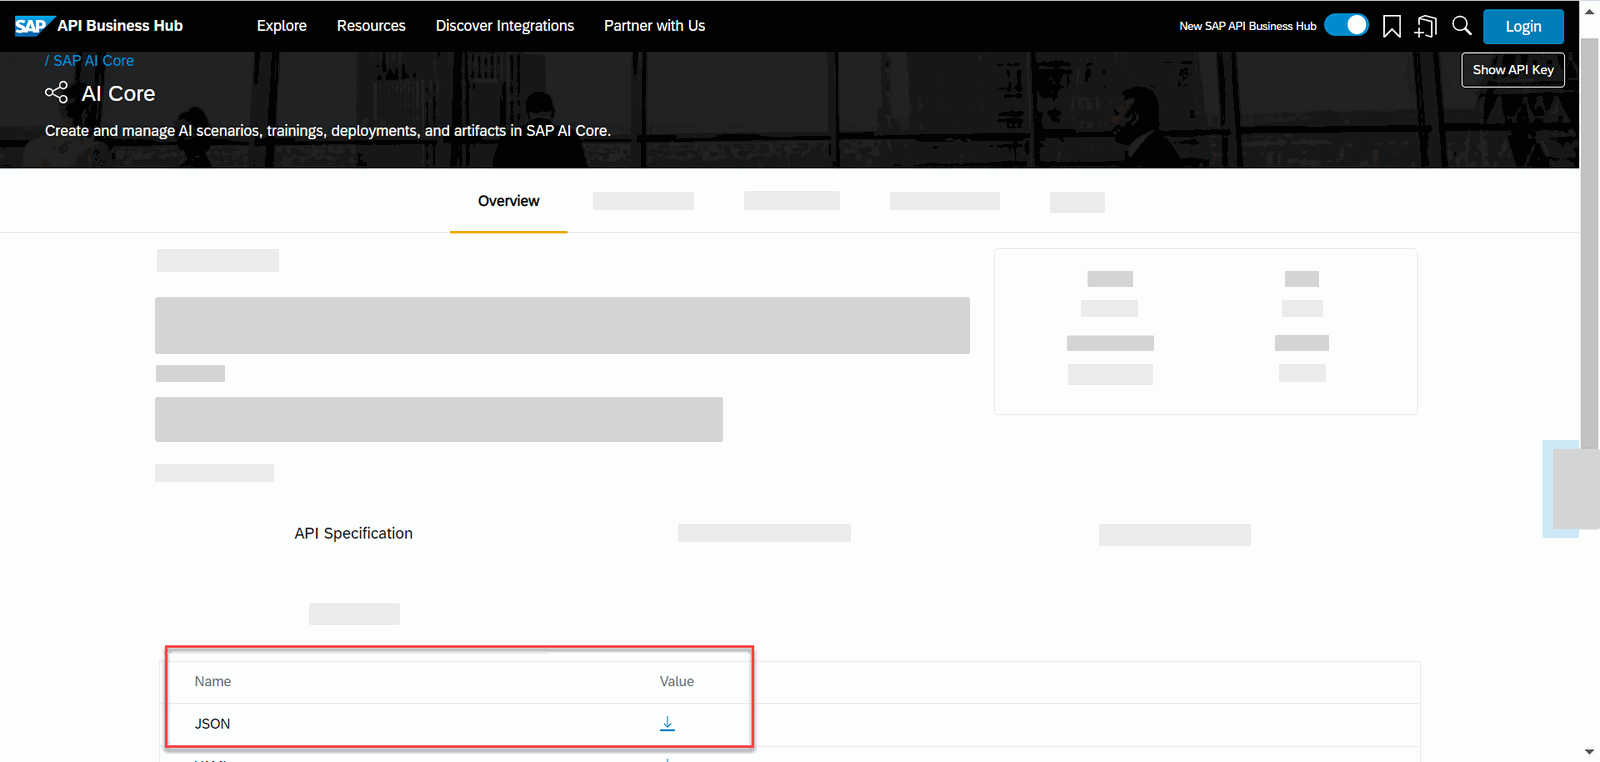 SAP API Business Hub Explore Resources Discover Integrations Partner with Us New SAP API Business Hub Login
/ SAP AI Core
Show API Key
AI Core
Create and manage AI scenarios, trainings, deployments, and artifacts in SAP AI Core.
Overview
API Specification
Name Value
JSON